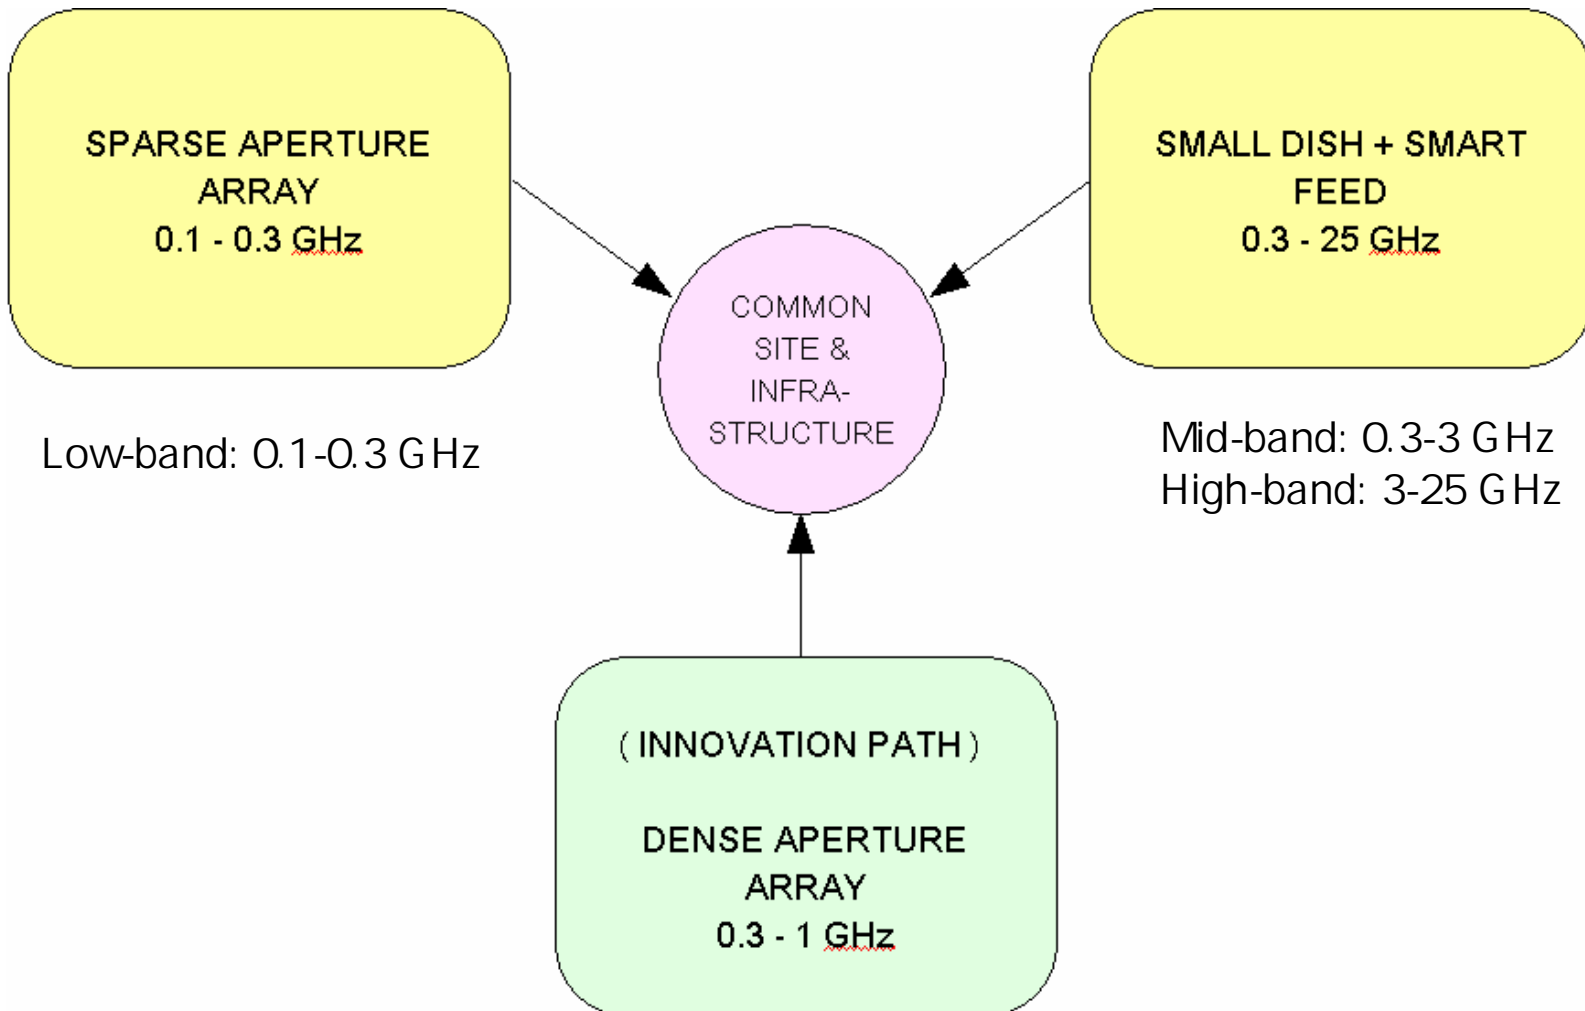 SPARSE APERTURE
ARRAY
0.1 - 0.3 GHz
SMALL DISH + SMART
FEED
0.3 - 25 GHz
COMMON
SITE &
INFRA-
STRUCTURE
Low-band: 0.1-0.3 GHz
Mid-band: 0.3-3 GHz
High-band: 3-25 GHz
( INNOVATION PATH )
DENSE APERTURE
ARRAY
0.3 - 1 GHz